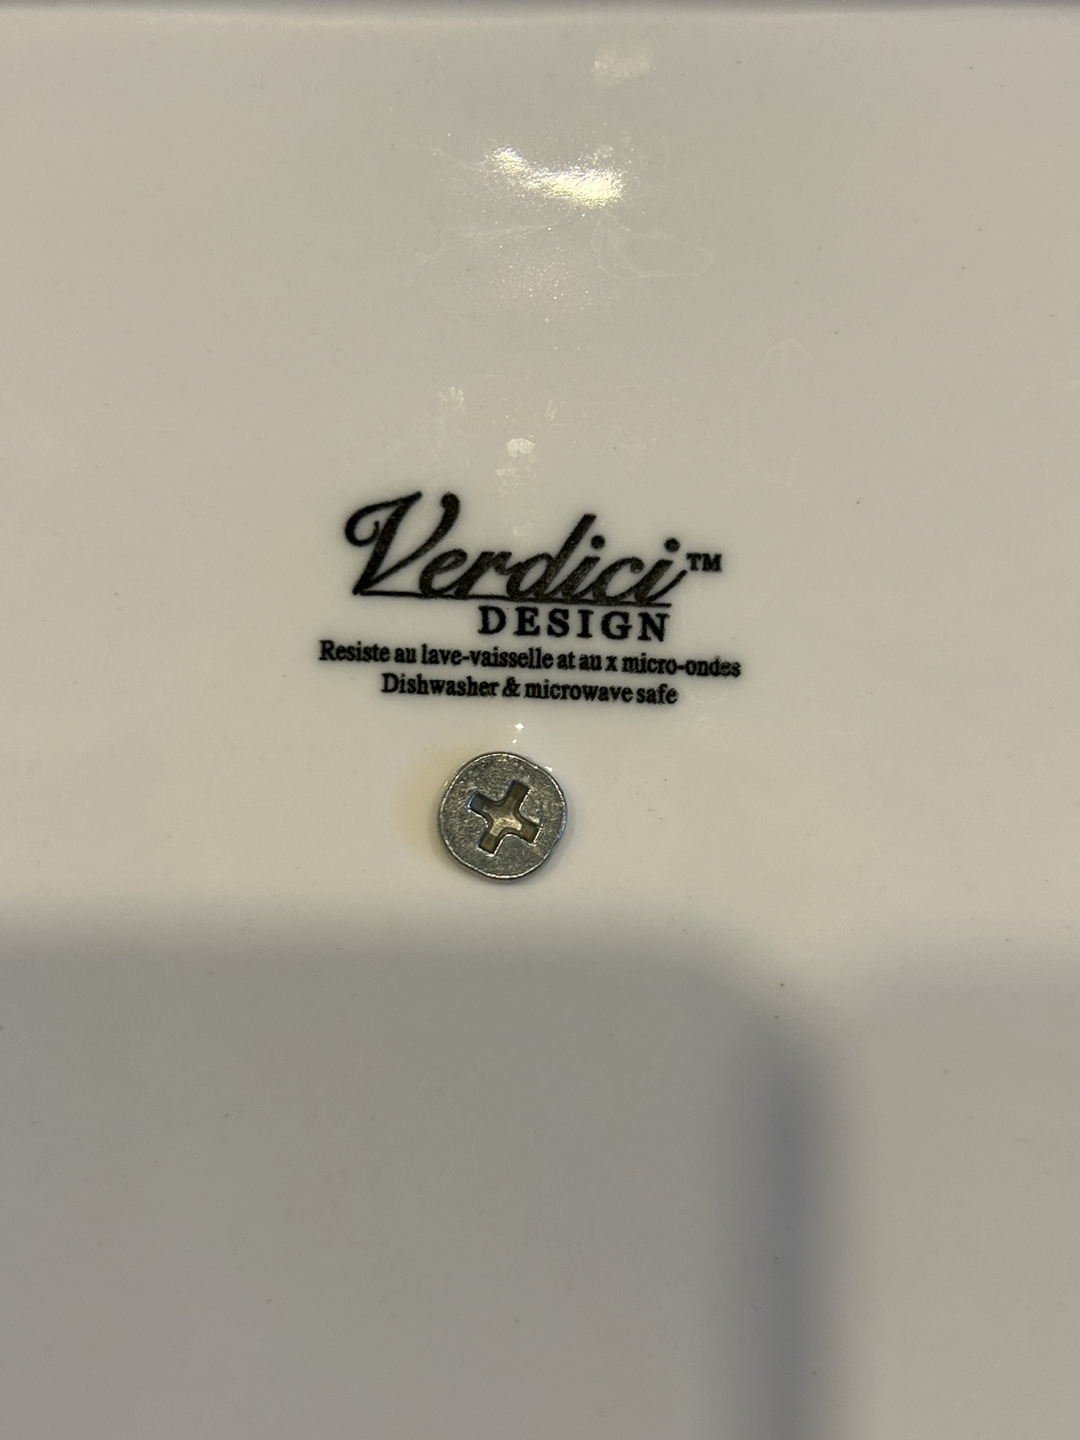 Verdici™
DESIGN
Resiste au lave-vaisselle at au x micro-ondes
Dishwasher & microwave safe